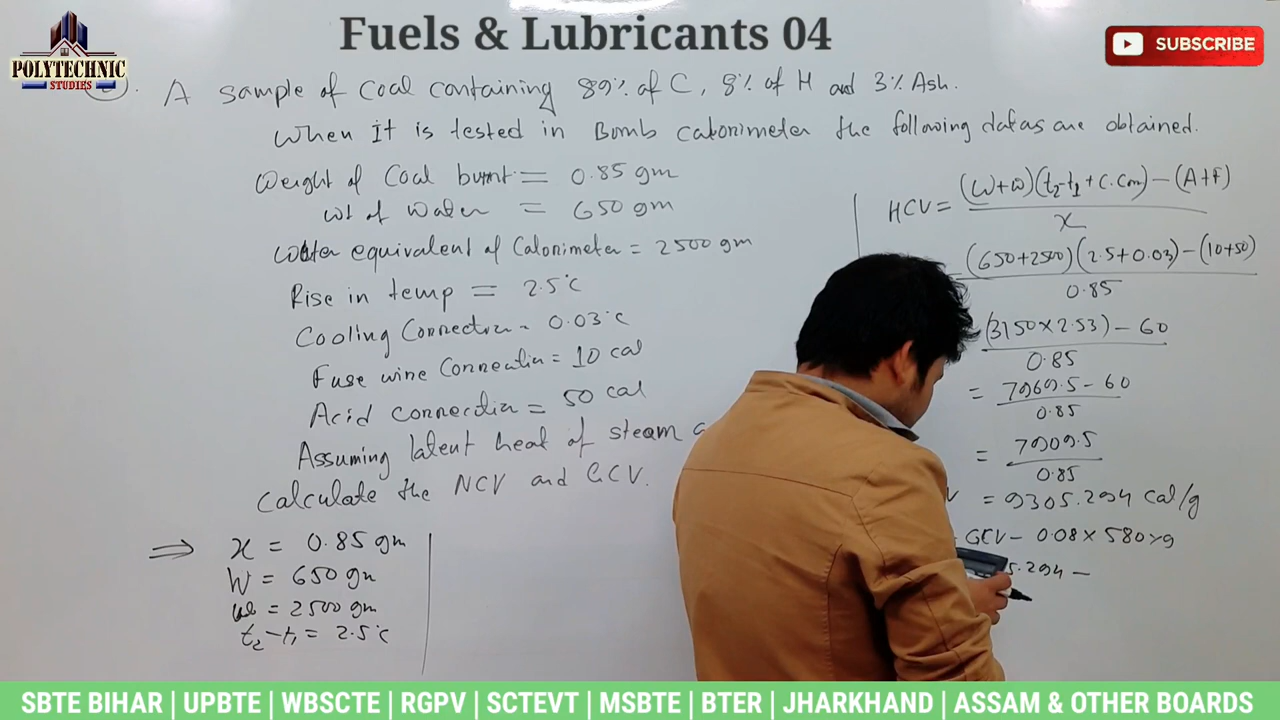 Fuels & Lubricants 04
POLYTECHNIC
STUDIES
SUBSCRIBE
A sample of Coal containing 89% of C, 8% of H and 3% Ash.
When It is tested in Bomb calorimeter the following datas are obtained.
Weight of Coal burnt = 0.85 gm
wt of Water = 650 gm
Water equivalent of Calorimeter = 2500 gm
Rise in temp = 2.5°C
Cooling Connection = 0.03°C
Fuse wire Connection = 10 cal
Acid connection = 50 cal
Assuming latent heat of steam
Calculate the NCV and GCV.
⇒ x = 0.85 gm
W = 650 gm
w = 2500 gm
t₂-t₁ = 2.5°C
HCV = (W+w)(t₂-t₁+C.Con) - (A+F)
x
(650+2500)(2.5+0.03) - (10+50)
0.85
(3150×2.53) - 60
0.85
= 7969.5 - 60
0.85
= 7909.5
0.85
= 9305.294 cal/g
GCV - 0.08×580×9
5.294 -
SBTE BIHAR | UPBTE | WBSCTE | RGPV | SCTEVT | MSBTE | BTER | JHARKHAND | ASSAM & OTHER BOARDS